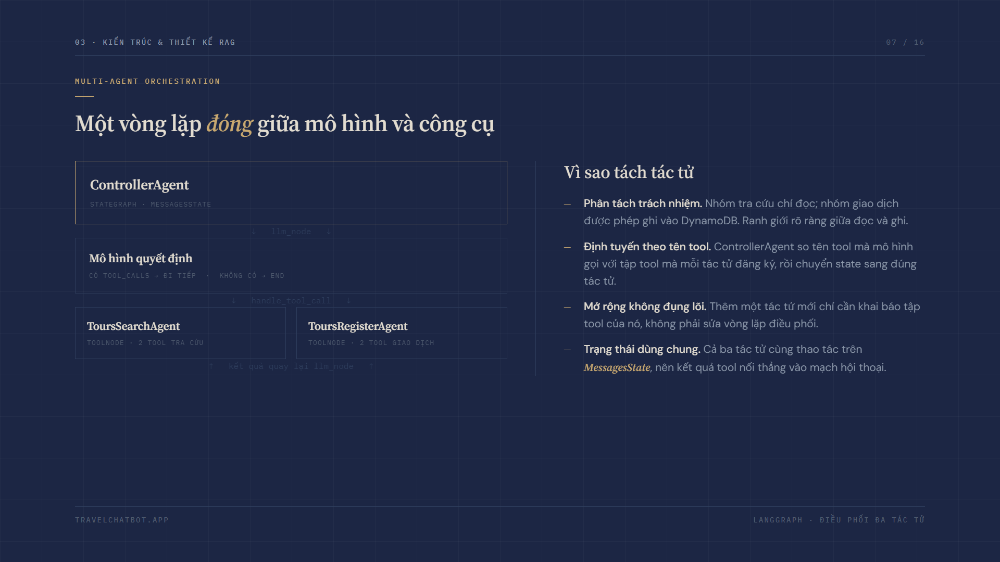 03 · KIẾN TRÚC & THIẾT KẾ RAG
07 / 16
MULTI-AGENT ORCHESTRATION
Một vòng lặp đóng giữa mô hình và công cụ
ControllerAgent
STATEGRAPH · MESSAGESSTATE
↓ llm_node ↓
Mô hình quyết định
CÓ TOOL_CALLS → ĐI TIẾP · KHÔNG CÓ → END
↓ handle_tool_call ↓
ToursSearchAgent
TOOLNODE · 2 TOOL TRA CỨU
ToursRegisterAgent
TOOLNODE · 2 TOOL GIAO DỊCH
↑ kết quả quay lại llm_node ↑
Vì sao tách tác tử
— Phân tách trách nhiệm. Nhóm tra cứu chỉ đọc; nhóm giao dịch
được phép ghi vào DynamoDB. Ranh giới rõ ràng giữa đọc và ghi.
— Định tuyến theo tên tool. ControllerAgent so tên tool mà mô hình
gọi với tập tool mà mỗi tác tử đăng ký, rồi chuyển state sang đúng
tác tử.
— Mở rộng không đụng lõi. Thêm một tác tử mới chỉ cần khai báo tập
tool của nó, không phải sửa vòng lặp điều phối.
— Trạng thái dùng chung. Cả ba tác tử cùng thao tác trên
MessagesState, nên kết quả tool nối thẳng vào mạch hội thoại.
TRAVELCHATBOT.APP
LANGGRAPH · ĐIỀU PHỐI ĐA TÁC TỬ